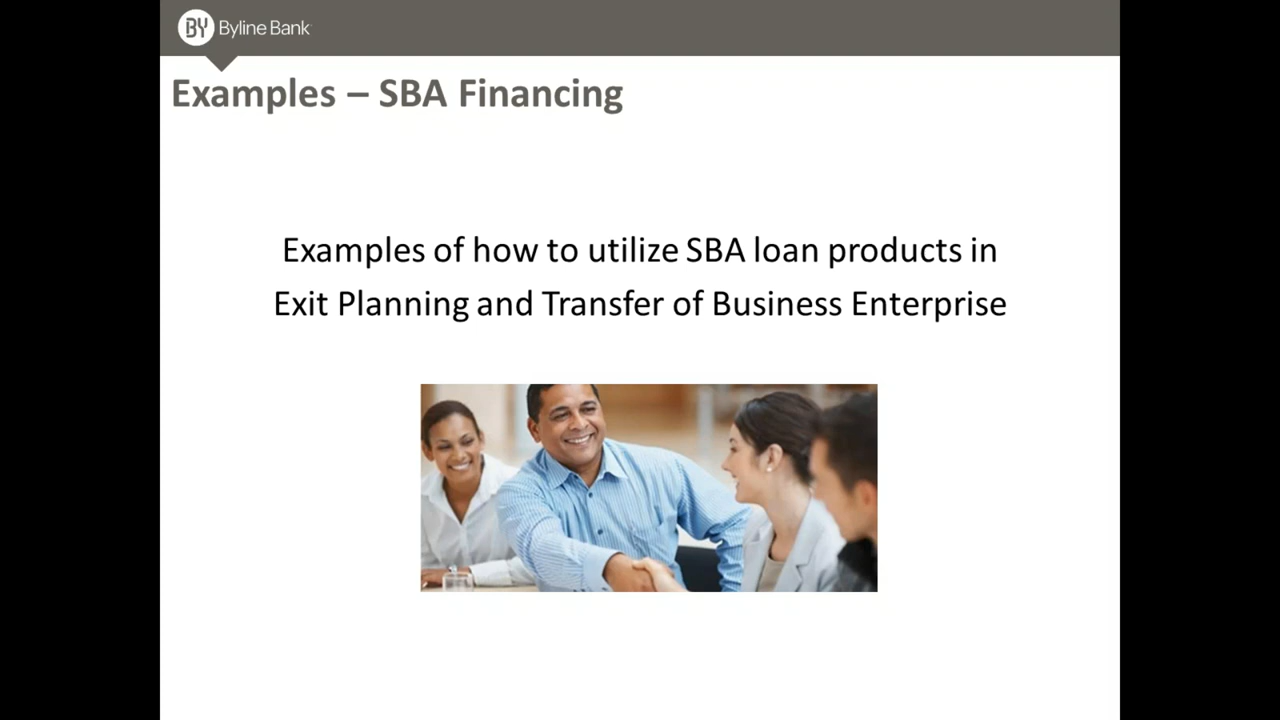 BY Byline Bank
Examples – SBA Financing
Examples of how to utilize SBA loan products in
Exit Planning and Transfer of Business Enterprise